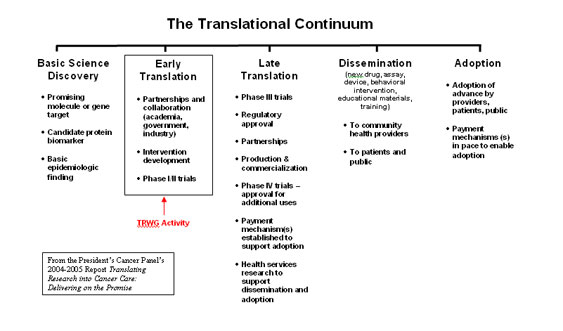 The Translational Continuum
Basic Science
Discovery
• Promising
molecule or gene
target
• Candidate protein
biomarker
• Basic
epidemiologic
finding
Early
Translation
• Partnerships and
collaboration
(academia,
government,
industry)
• Intervention
development
• Phase I/II trials
TRWG Activity
Late
Translation
• Phase III trials
• Regulatory
approval
• Partnerships
• Production &
commercialization
• Phase IV trials –
approval for
additional uses
• Payment
mechanism(s)
established to
support adoption
• Health services
research to
support
dissemination and
adoption
Dissemination
(new drug, assay,
device, behavioral
intervention,
educational materials,
training)
• To community
health providers
• To patients and
public
Adoption
• Adoption of
advance by
providers,
patients, public
• Payment
mechanisms (s)
in pace to enable
adoption
From the President's Cancer Panel's
2004-2005 Report Translating
Research into Cancer Care:
Delivering on the Promise